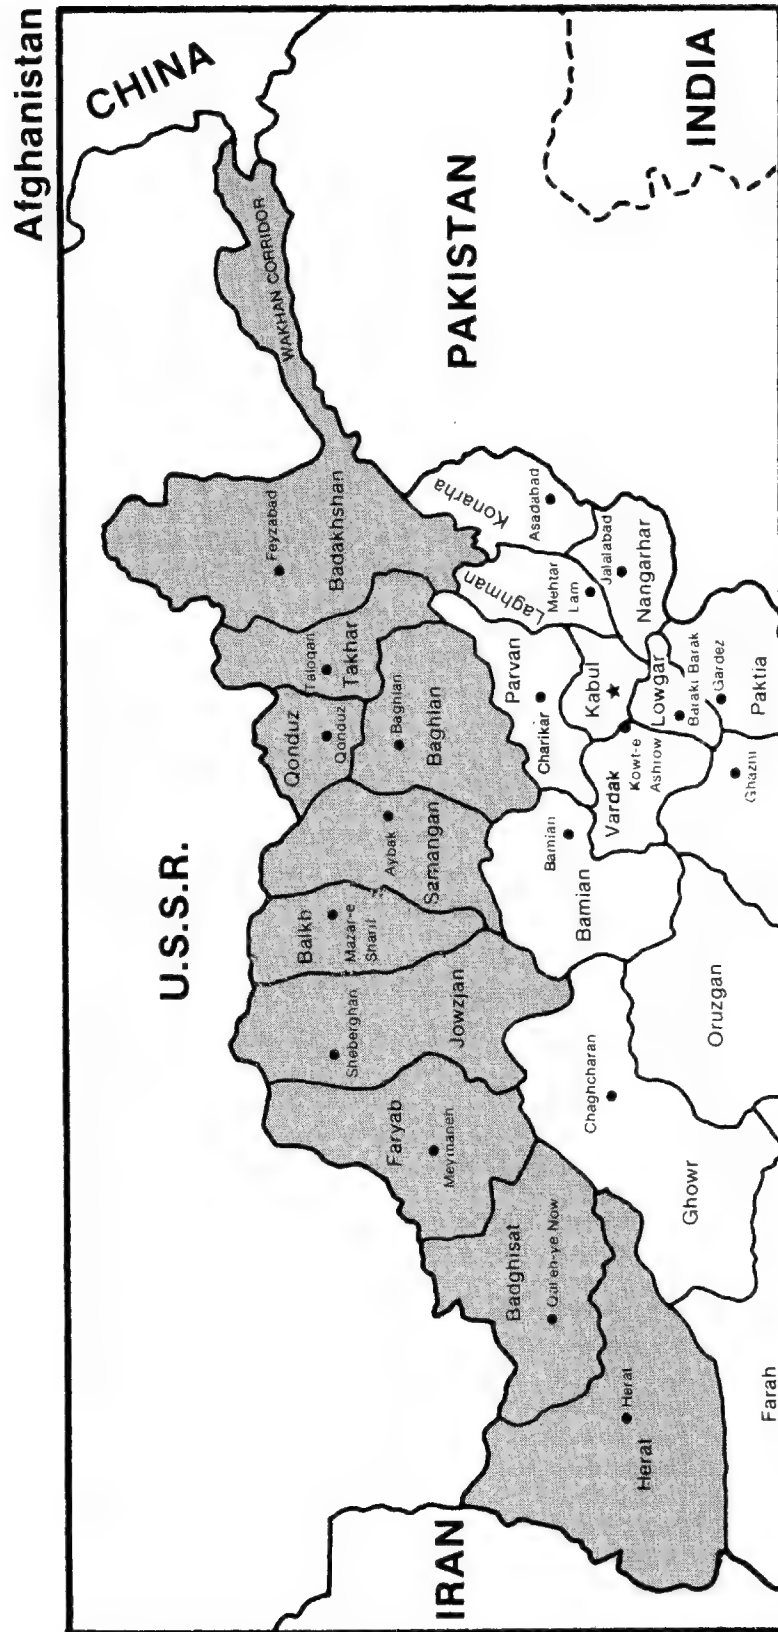 Afghanistan
CHINA
U.S.S.R.
WAKHAN CORRIDOR
PAKISTAN
INDIA
IRAN
Feyzabad
Badakhshan
Taloqan
Takhar
Qonduz
Qonduz
Baghlan
Baghlan
Aybak
Samangan
Balkh
Mazar-e
Sharif
Sheberghan
Jowzjan
Faryab
Meymaneh
Badghisat
Qal'eh-ye Now
Herat
Herat
Konarha
Asadabad
Laghman
Mehtar
Lam
Jalalabad
Nangarhar
Parvan
Charikar
Kabul
Lowgar
Baraki Barak
Gardez
Paktia
Vardak
Kowt-e
Ashrow
Ghazni
Bamian
Bamian
Chaghcharan
Oruzgan
Ghowr
Farah